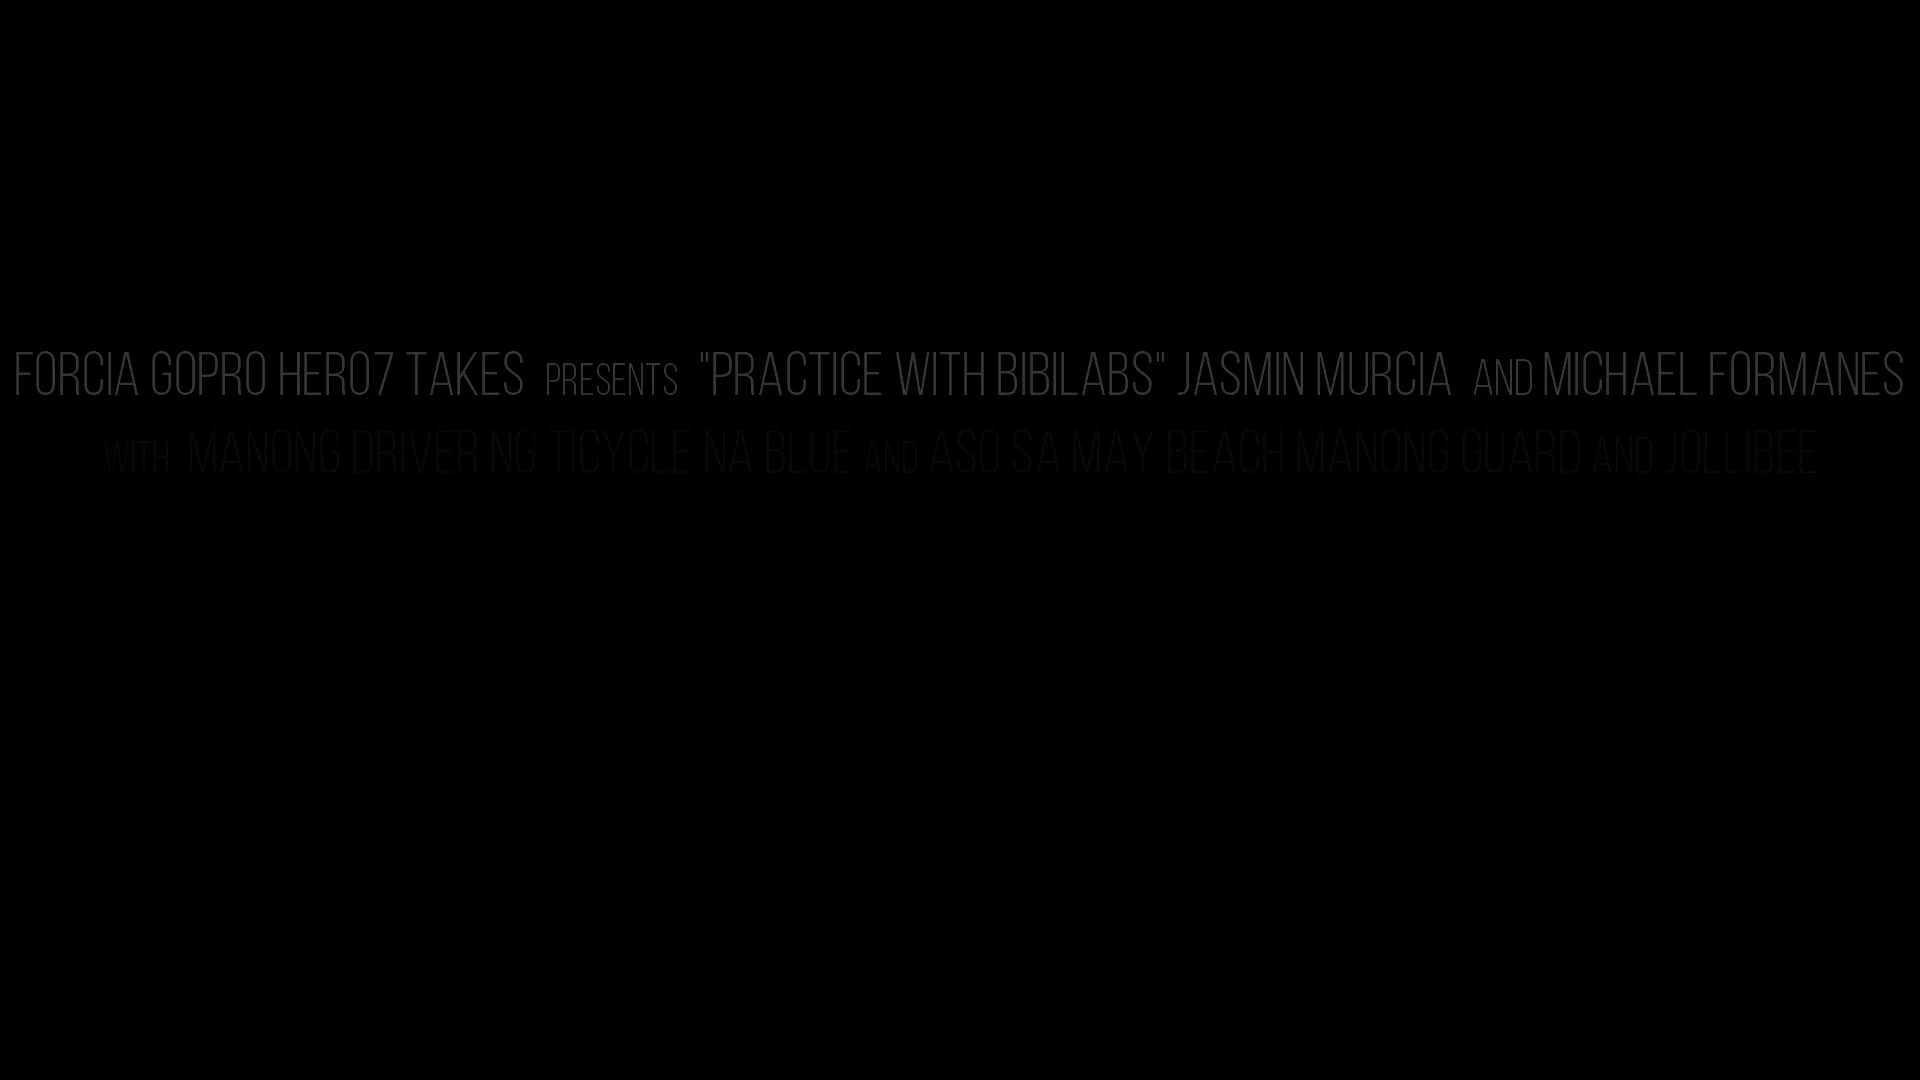 FORCIA GOPRO HERO7 TAKES PRESENTS "PRACTICE WITH BIBILABS" JASMIN MURCIA AND MICHAEL FORMANES
WITH MANONG DRIVER NG TICYCLE NA BLUE AND ASO SA MAY BEACH MANONG GUARD AND JOLLIBEE